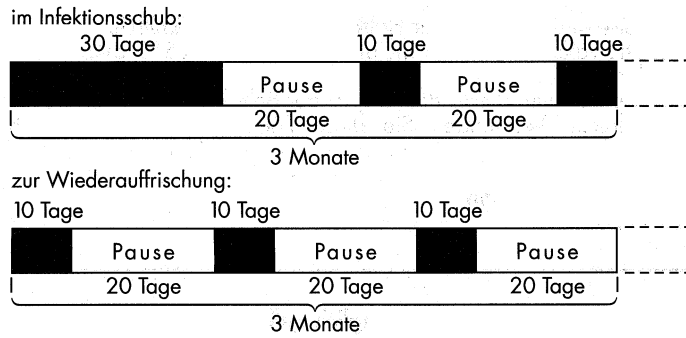 im Infektionsschub:
30 Tage 10 Tage 10 Tage
Pause Pause
20 Tage 20 Tage
3 Monate
zur Wiederauffrischung:
10 Tage 10 Tage 10 Tage
Pause Pause Pause
20 Tage 20 Tage 20 Tage
3 Monate